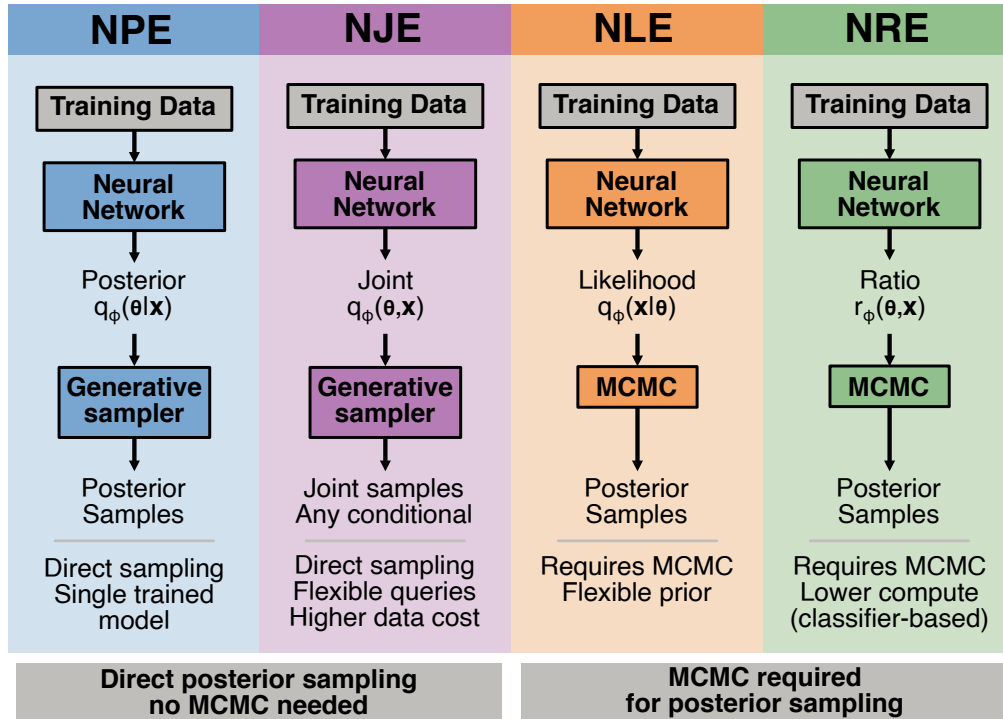 NPE
Training Data
Neural
Network
Posterior
qϕ(θ|x)
Generative
sampler
Posterior
Samples
Direct sampling
Single trained
model
NJE
Training Data
Neural
Network
Joint
qϕ(θ,x)
Generative
sampler
Joint samples
Any conditional
Direct sampling
Flexible queries
Higher data cost
NLE
Training Data
Neural
Network
Likelihood
qϕ(x|θ)
MCMC
Posterior
Samples
Requires MCMC
Flexible prior
NRE
Training Data
Neural
Network
Ratio
rϕ(θ,x)
MCMC
Posterior
Samples
Requires MCMC
Lower compute
(classifier-based)
Direct posterior sampling
no MCMC needed
MCMC required
for posterior sampling